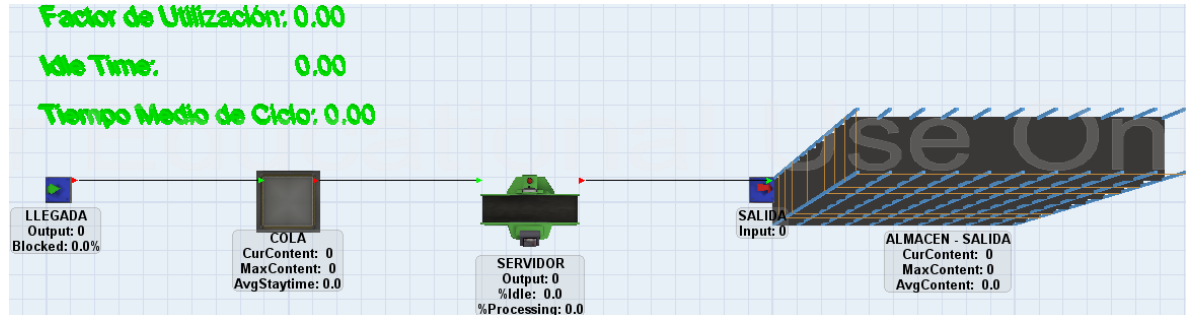 Factor de Utilización: 0.00
Idle Time: 0.00
Tiempo Medio de Ciclo: 0.00
Use On
LLEGADA
Output: 0
Blocked: 0.0%
COLA
CurContent: 0
MaxContent: 0
AvgStaytime: 0.0
SERVIDOR
Output: 0
%Idle: 0.0
%Processing: 0.0
SALIDA
Input: 0
ALMACEN - SALIDA
CurContent: 0
MaxContent: 0
AvgContent: 0.0